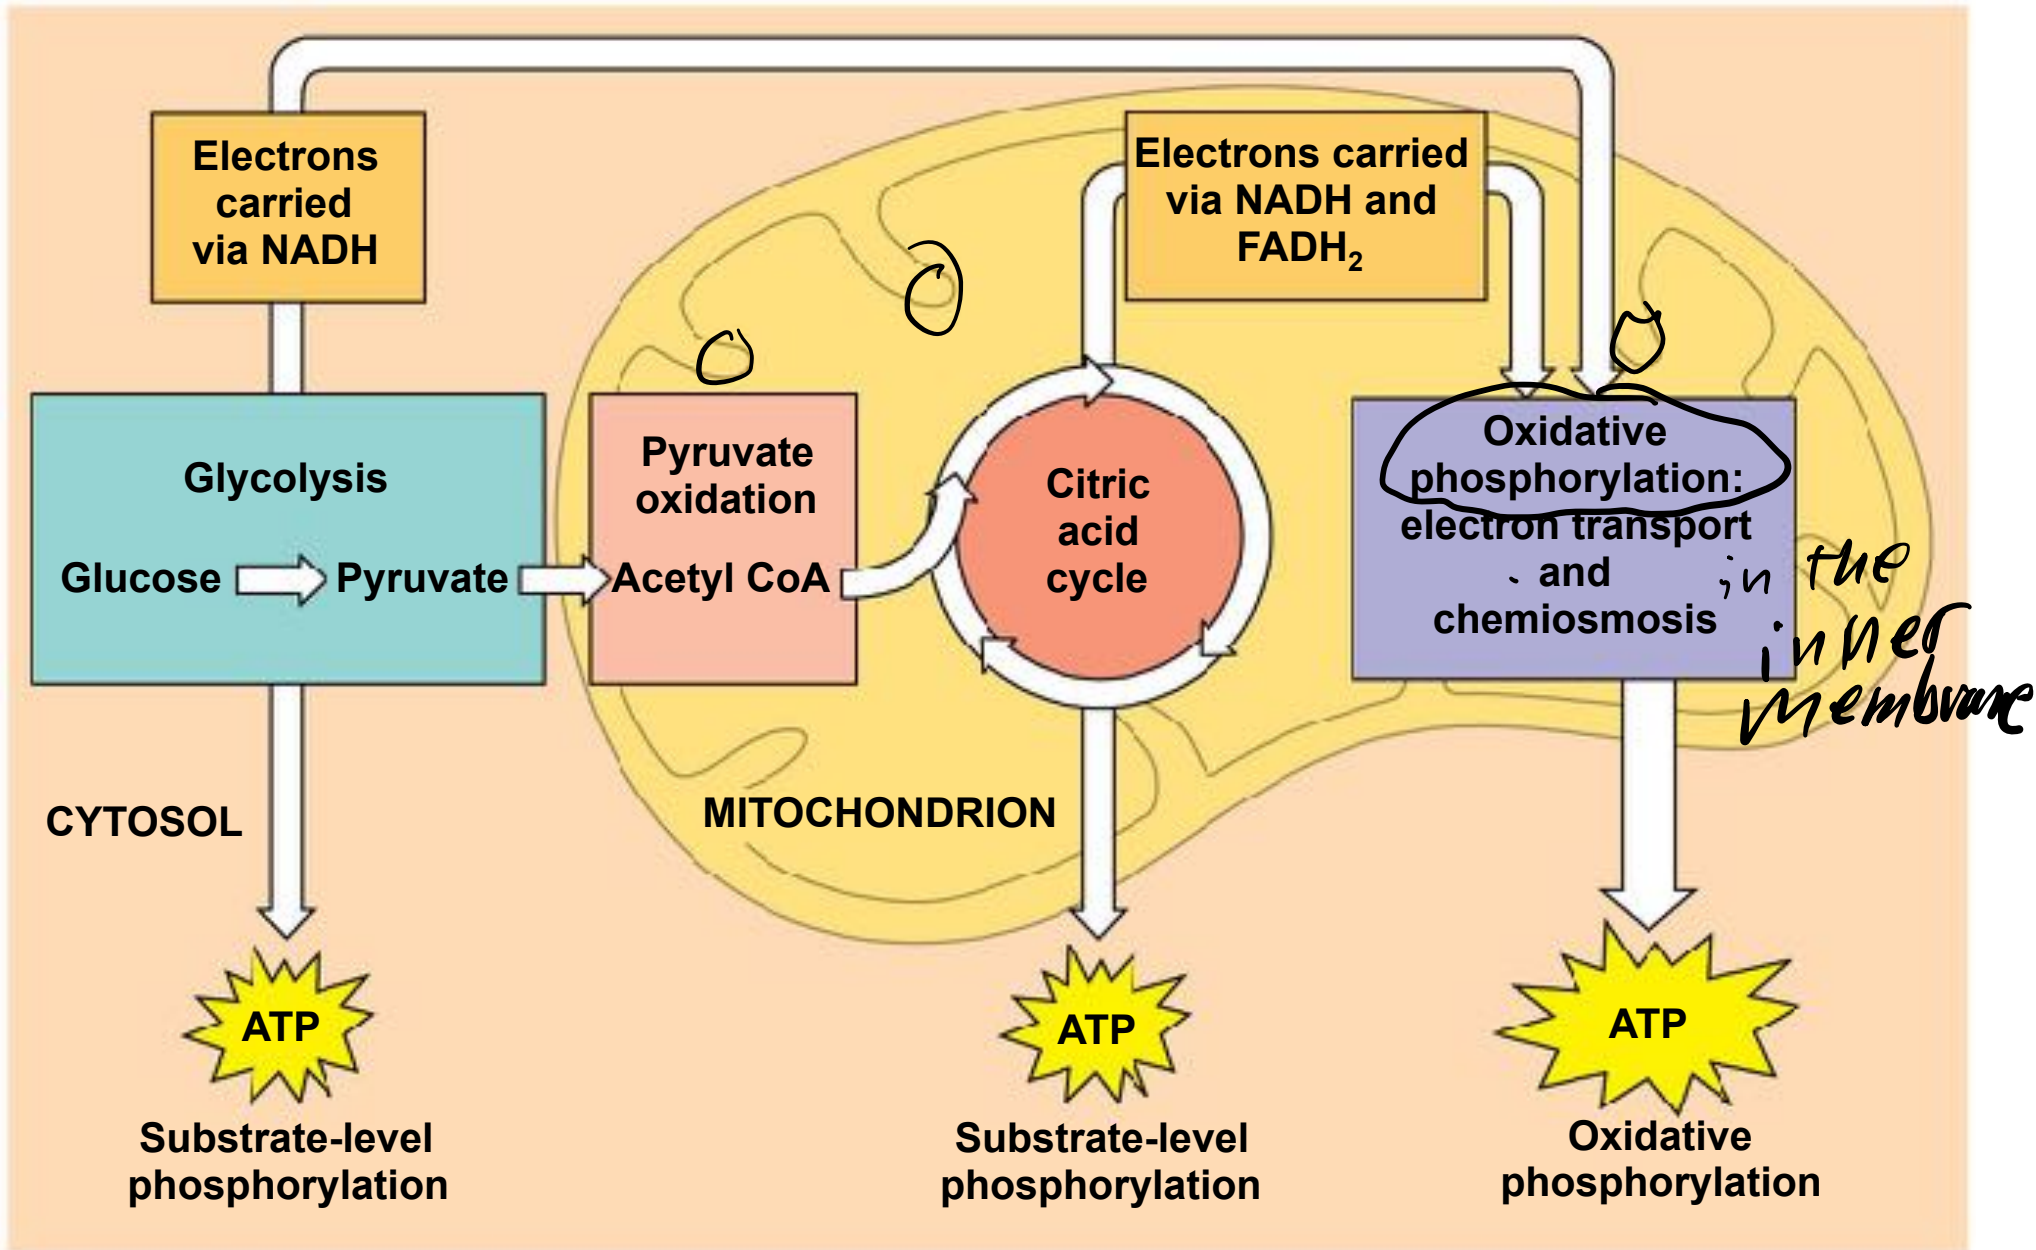 Electrons
carried
via NADH
Electrons carried
via NADH and
FADH₂
Glycolysis
Glucose
Pyruvate
Pyruvate
oxidation
Acetyl CoA
Citric
acid
cycle
Oxidative
phosphorylation:
electron transport
and
chemiosmosis
in the
inner
membrane
CYTOSOL
MITOCHONDRION
ATP
Substrate-level
phosphorylation
ATP
Substrate-level
phosphorylation
ATP
Oxidative
phosphorylation